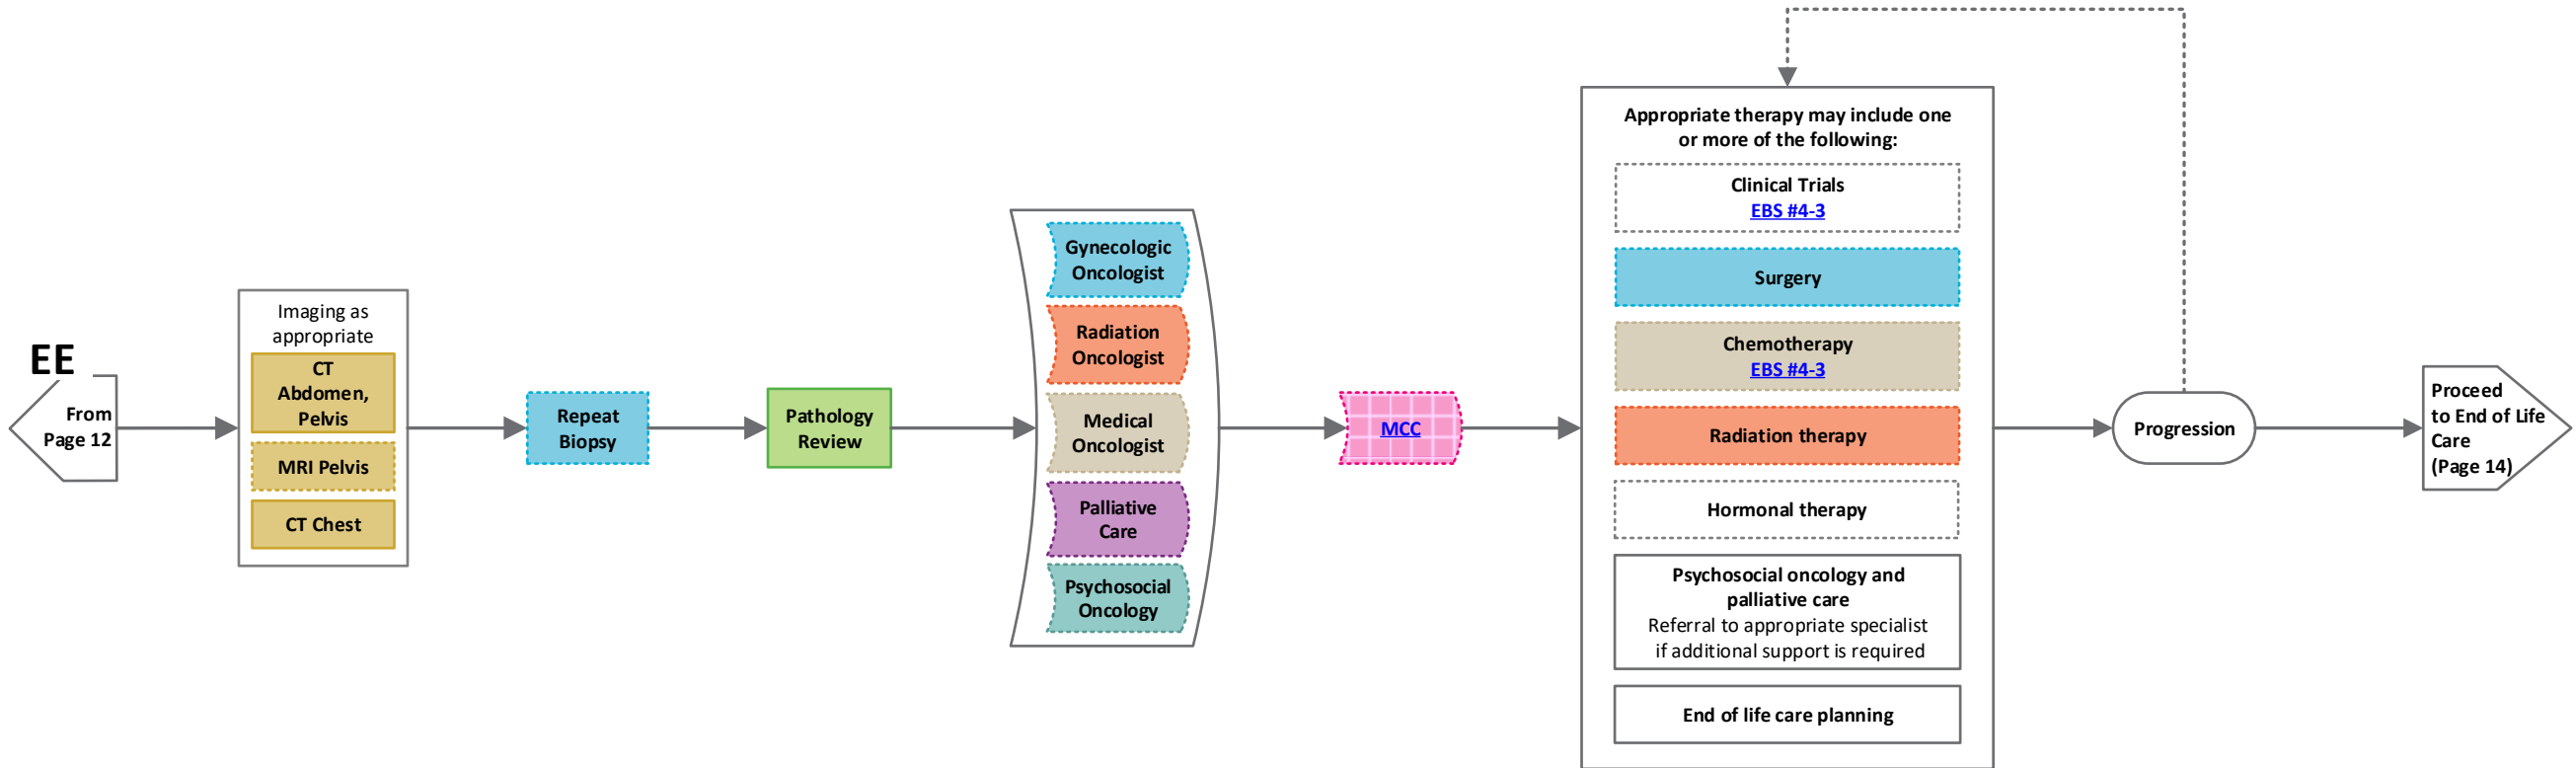 EE
From
Page 12
Imaging as
appropriate
CT
Abdomen,
Pelvis
MRI Pelvis
CT Chest
Repeat
Biopsy
Pathology
Review
Gynecologic
Oncologist
Radiation
Oncologist
Medical
Oncologist
Palliative
Care
Psychosocial
Oncology
MCC
Appropriate therapy may include one
or more of the following:
Clinical Trials
EBS #4-3
Surgery
Chemotherapy
EBS #4-3
Radiation therapy
Hormonal therapy
Psychosocial oncology and
palliative care
Referral to appropriate specialist
if additional support is required
End of life care planning
Progression
Proceed
to End of Life
Care
(Page 14)